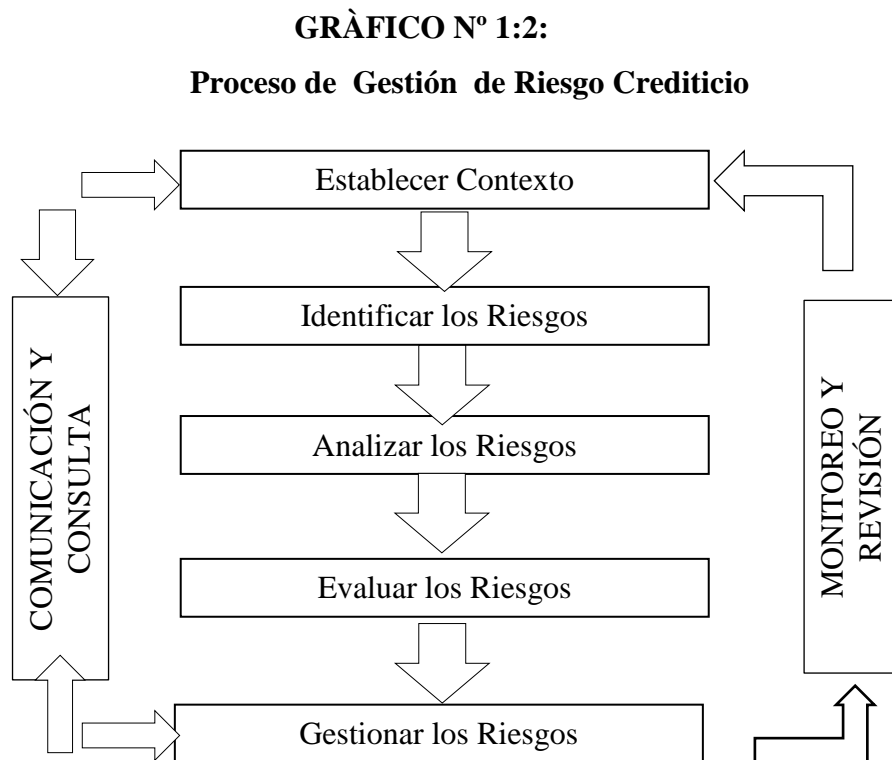 GRÀFICO Nº 1:2:
Proceso de Gestión de Riesgo Crediticio
Establecer Contexto
Identificar los Riesgos
Analizar los Riesgos
Evaluar los Riesgos
Gestionar los Riesgos
COMUNICACIÓN Y
CONSULTA
MONITOREO Y
REVISIÓN